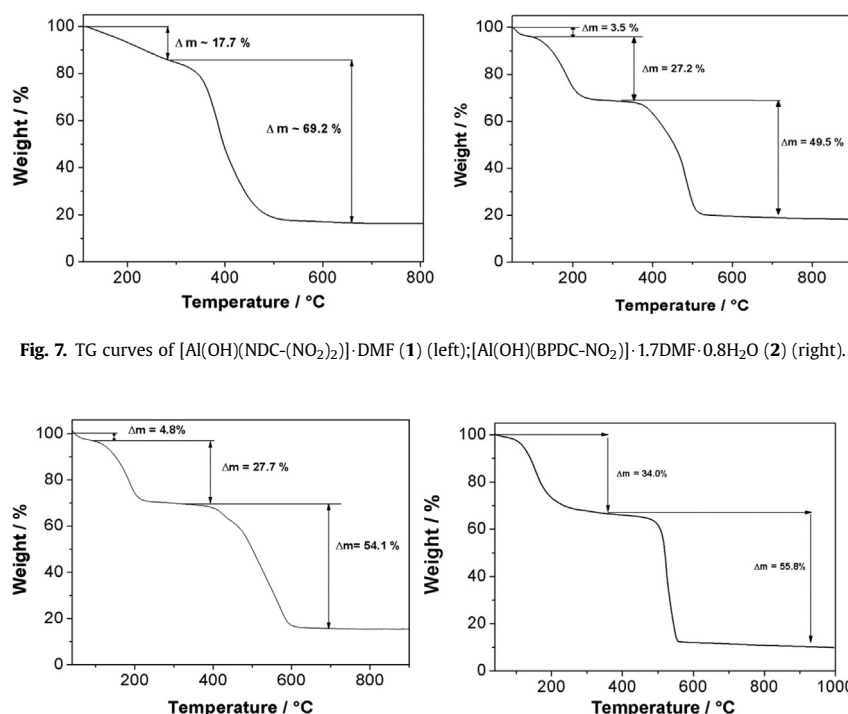 100
80
60
40
20
0
Weight / %
Δ m ~ 17.7 %
Δ m ~ 69.2 %
200 400 600 800
Temperature / °C
100
80
60
40
20
0
Weight / %
Δm = 3.5 %
Δm = 27.2 %
Δm = 49.5 %
200 400 600 800
Temperature / °C
Fig. 7. TG curves of [Al(OH)(NDC-(NO₂)₂)]·DMF (1) (left);[Al(OH)(BPDC-NO₂)]·1.7DMF·0.8H₂O (2) (right).
100
80
60
40
20
0
Weight / %
Δm = 4.8%
Δm = 27.7 %
Δm= 54.1 %
200 400 600 800
Temperature / °C
100
80
60
40
20
0
Weight / %
Δm = 34.0%
Δm = 55.8%
200 400 600 800 1000
Temperature / °C